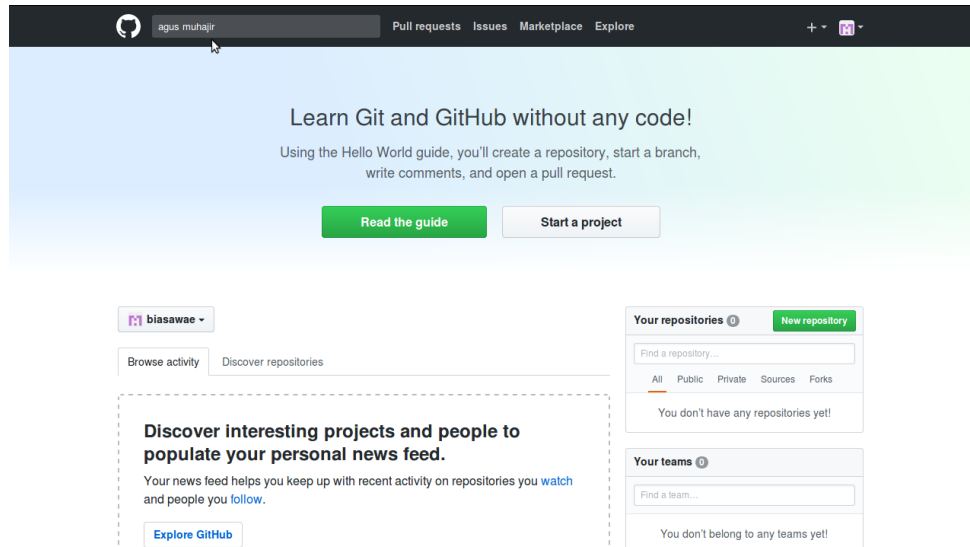 agus muhajir
Pull requests Issues Marketplace Explore
Learn Git and GitHub without any code!
Using the Hello World guide, you’ll create a repository, start a branch,
write comments, and open a pull request.
Read the guide
Start a project
biasawae
Browse activity
Discover repositories
Discover interesting projects and people to
populate your personal news feed.
Your news feed helps you keep up with recent activity on repositories you watch
and people you follow.
Explore GitHub
Your repositories 0
New repository
Find a repository…
All Public Private Sources Forks
You don’t have any repositories yet!
Your teams 0
Find a team…
You don’t belong to any teams yet!